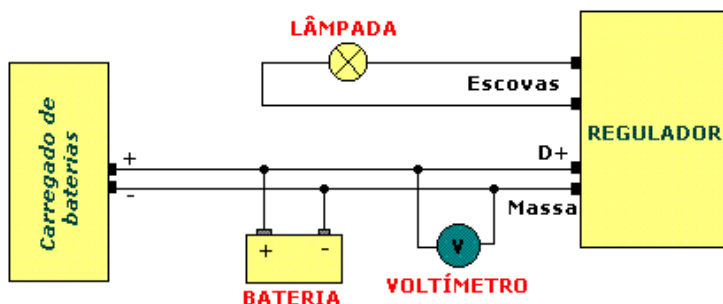 LÂMPADA
Escovas
Carregado de
baterias
REGULADOR
+
D+
-
Massa
+ -
V
BATERIA
VOLTÍMETRO